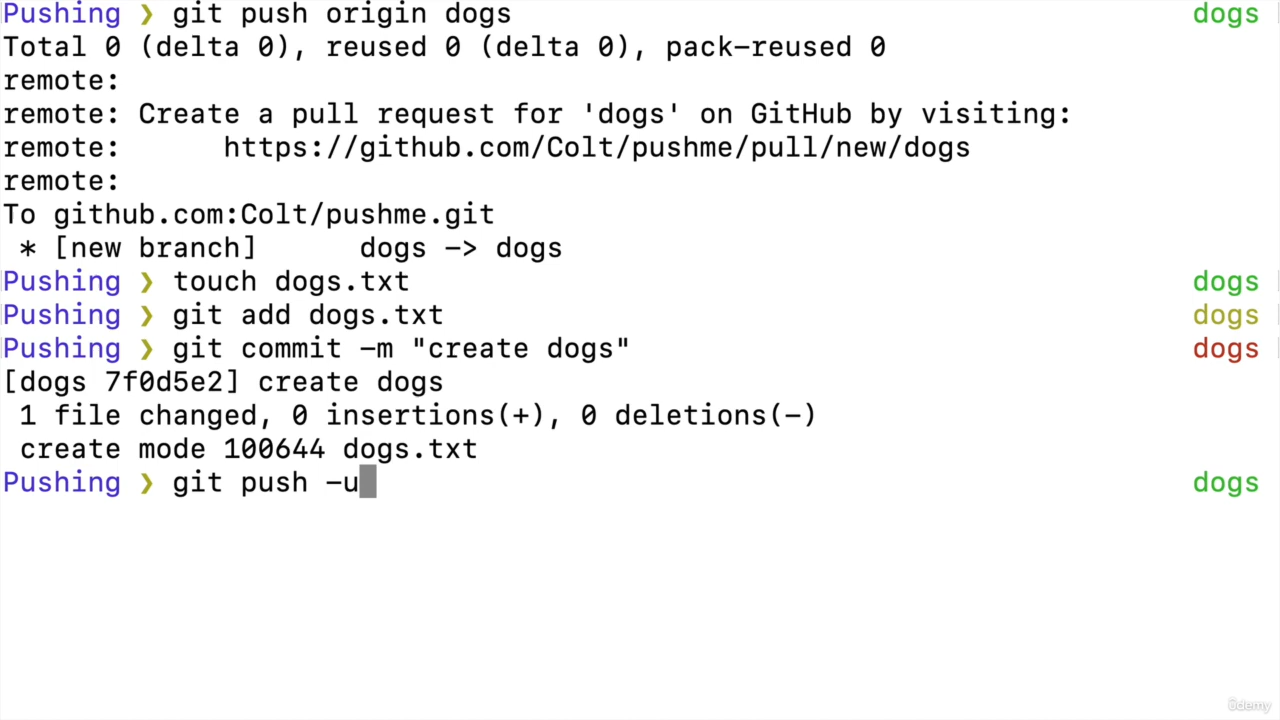 Pushing ❯ git push origin dogs dogs
Total 0 (delta 0), reused 0 (delta 0), pack-reused 0
remote:
remote: Create a pull request for 'dogs' on GitHub by visiting:
remote:      https://github.com/Colt/pushme/pull/new/dogs
remote:
To github.com:Colt/pushme.git
 * [new branch]      dogs -> dogs
Pushing ❯ touch dogs.txt dogs
Pushing ❯ git add dogs.txt dogs
Pushing ❯ git commit -m "create dogs" dogs
[dogs 7f0d5e2] create dogs
 1 file changed, 0 insertions(+), 0 deletions(-)
 create mode 100644 dogs.txt
Pushing ❯ git push -u dogs
ûdemy